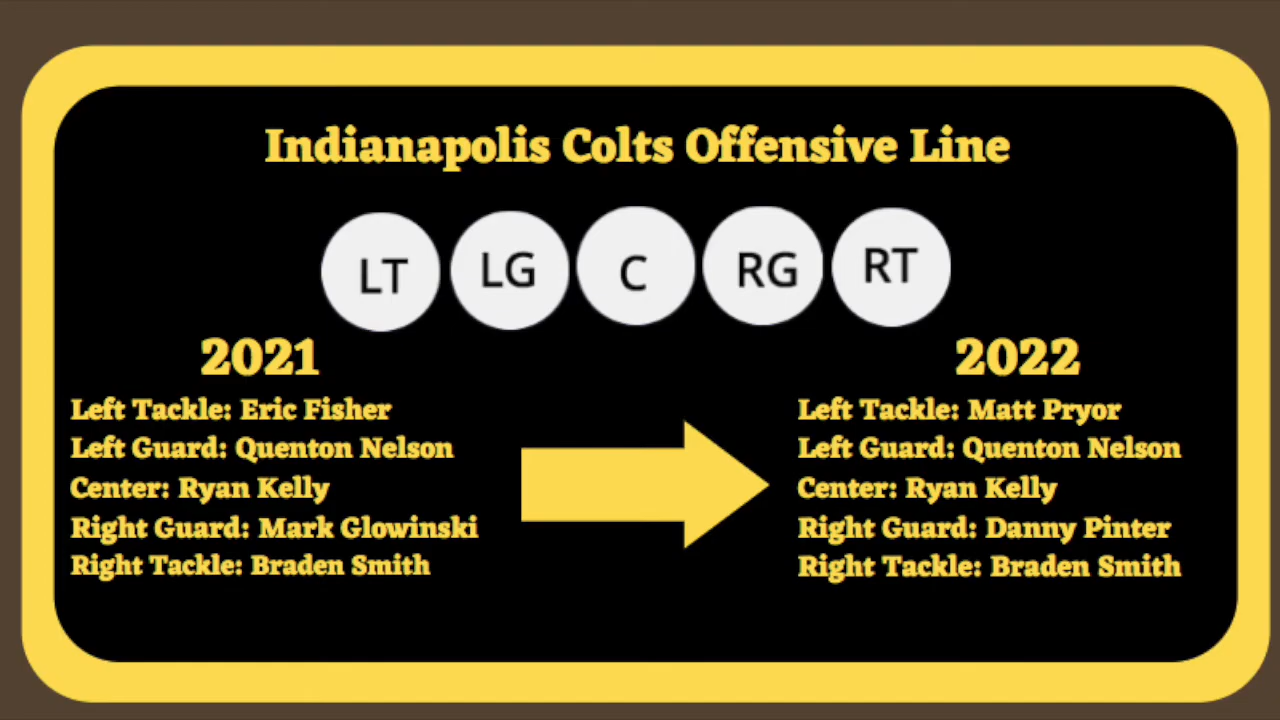 Indianapolis Colts Offensive Line
LT LG C RG RT
2021
Left Tackle: Eric Fisher
Left Guard: Quenton Nelson
Center: Ryan Kelly
Right Guard: Mark Glowinski
Right Tackle: Braden Smith
2022
Left Tackle: Matt Pryor
Left Guard: Quenton Nelson
Center: Ryan Kelly
Right Guard: Danny Pinter
Right Tackle: Braden Smith